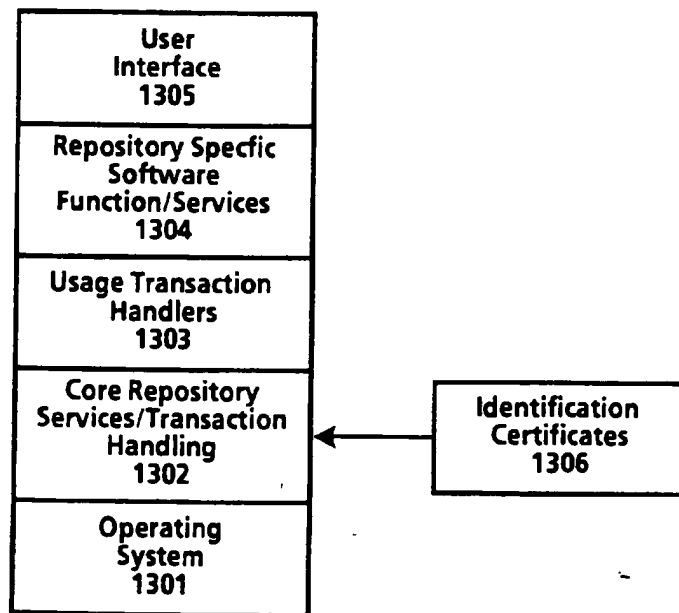 User
Interface
1305
Repository Specfic
Software
Function/Services
1304
Usage Transaction
Handlers
1303
Core Repository
Services/Transaction
Handling
1302
Operating
System
1301
Identification
Certificates
1306